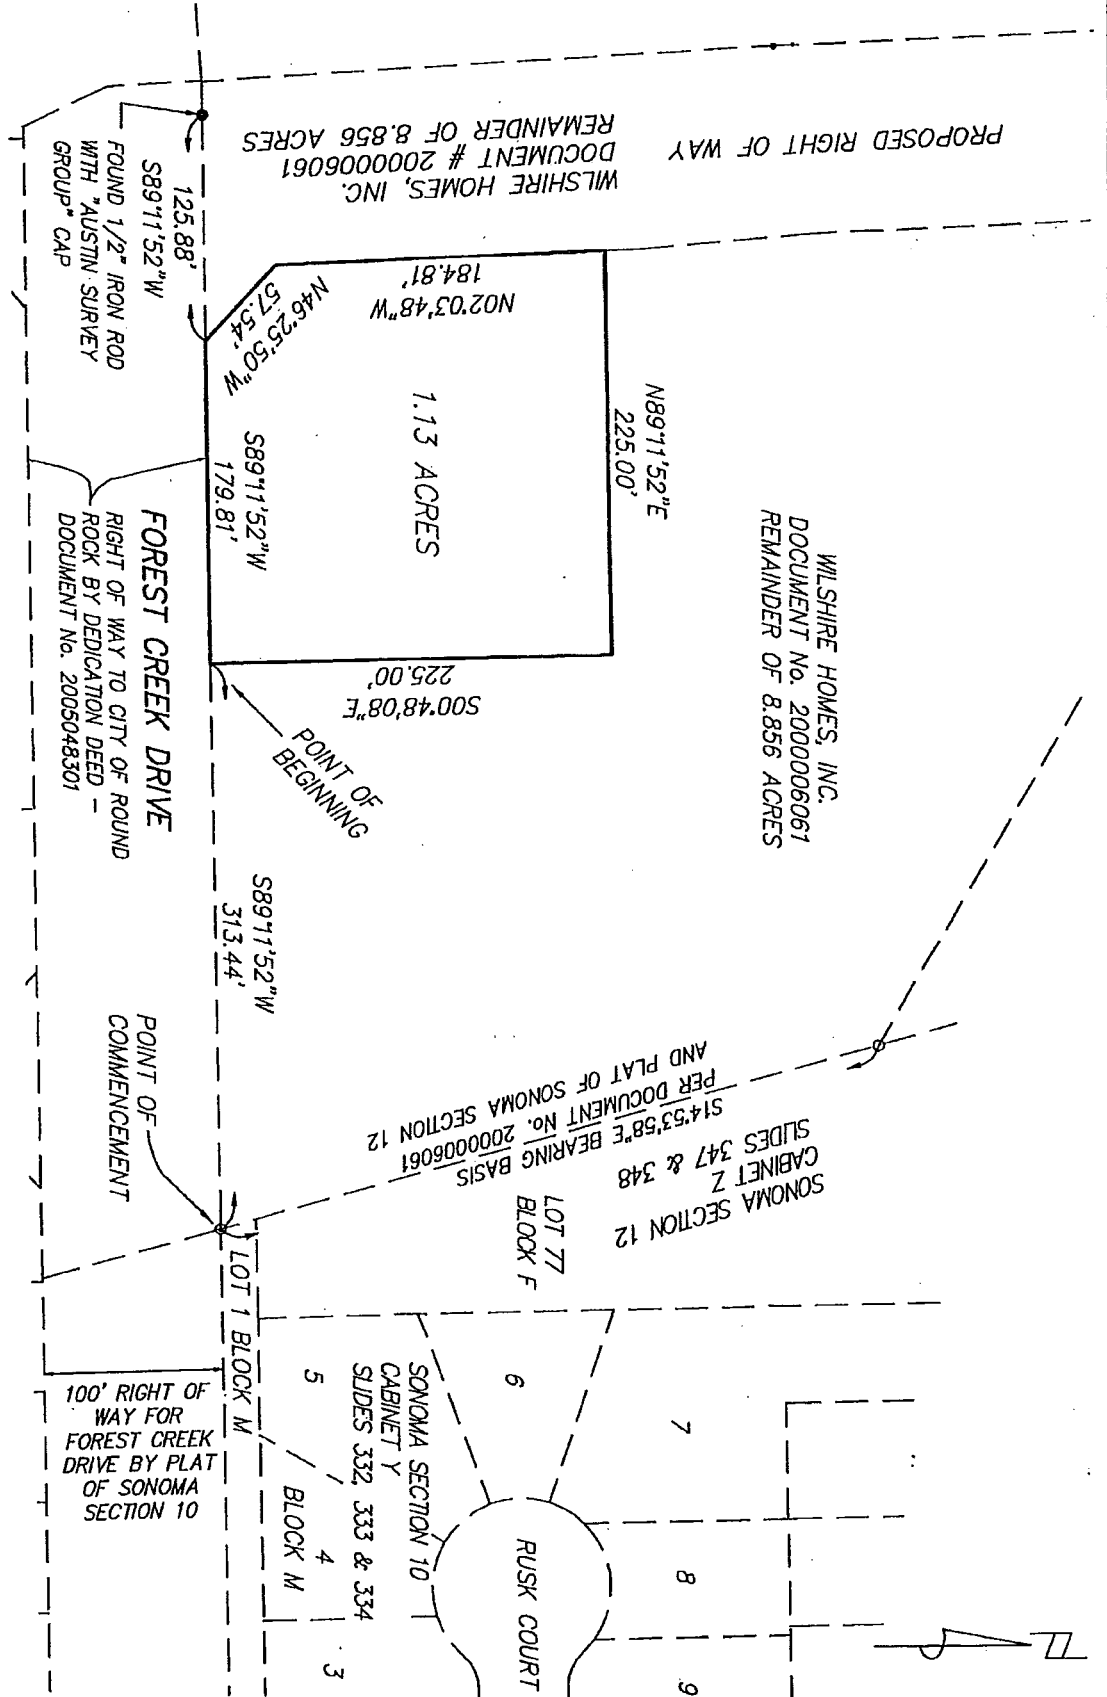 PROPOSED RIGHT OF WAY
WILSHIRE HOMES, INC.
DOCUMENT # 2000006061
REMAINDER OF 8.856 ACRES
FOUND 1/2" IRON ROD
WITH "AUSTIN SURVEY
GROUP" CAP
125.88'
S89°11'52"W
N46°25'50"W
57.54'
N02°03'48"W
184.81'
N89°11'52"E
225.00'
1.13 ACRES
S89°11'52"W
179.81'
S00°48'08"E
225.00'
POINT OF
BEGINNING
WILSHIRE HOMES, INC.
DOCUMENT No. 2000006061
REMAINDER OF 8.856 ACRES
FOREST CREEK DRIVE
RIGHT OF WAY TO CITY OF ROUND
ROCK BY DEDICATION DEED -
DOCUMENT No. 2005048301
S89°11'52"W
313.44'
POINT OF
COMMENCEMENT
S14°53'58"E BEARING BASIS
PER DOCUMENT No. 2000006061
AND PLAT OF SONOMA SECTION 12
SONOMA SECTION 12
CABINET Z
SLIDES 347 & 348
LOT 77
BLOCK F
LOT 1 BLOCK M
100' RIGHT OF
WAY FOR
FOREST CREEK
DRIVE BY PLAT
OF SONOMA
SECTION 10
SONOMA SECTION 10
CABINET Y
SLIDES 332, 333 & 334
BLOCK M
3
4
5
6
7
8
9
RUSK COURT
N